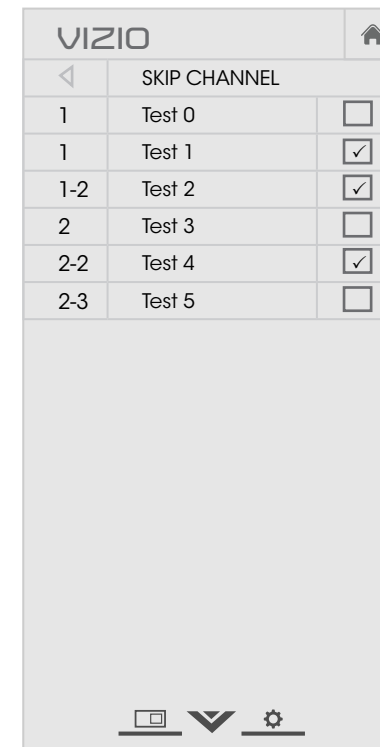 VIZIO
SKIP CHANNEL
1 Test 0
1 Test 1
1-2 Test 2
2 Test 3
2-2 Test 4
2-3 Test 5